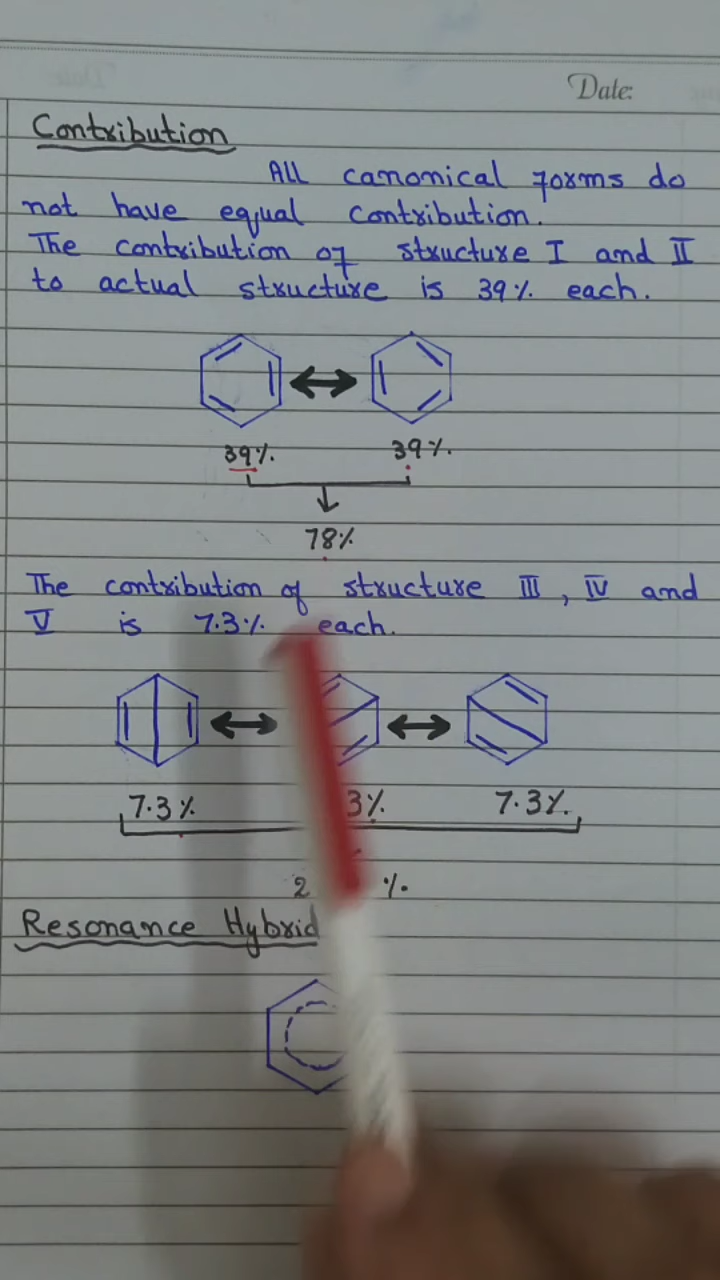 Date:
Contribution
All canonical forms do
not have equal contribution.
The contribution of structure I and II
to actual structure is 39% each.
39% 39%
78%
The contribution of structure III, IV and
V is 7.3% each.
7.3% 3% 7.3%
2 %
Resonance Hybrid